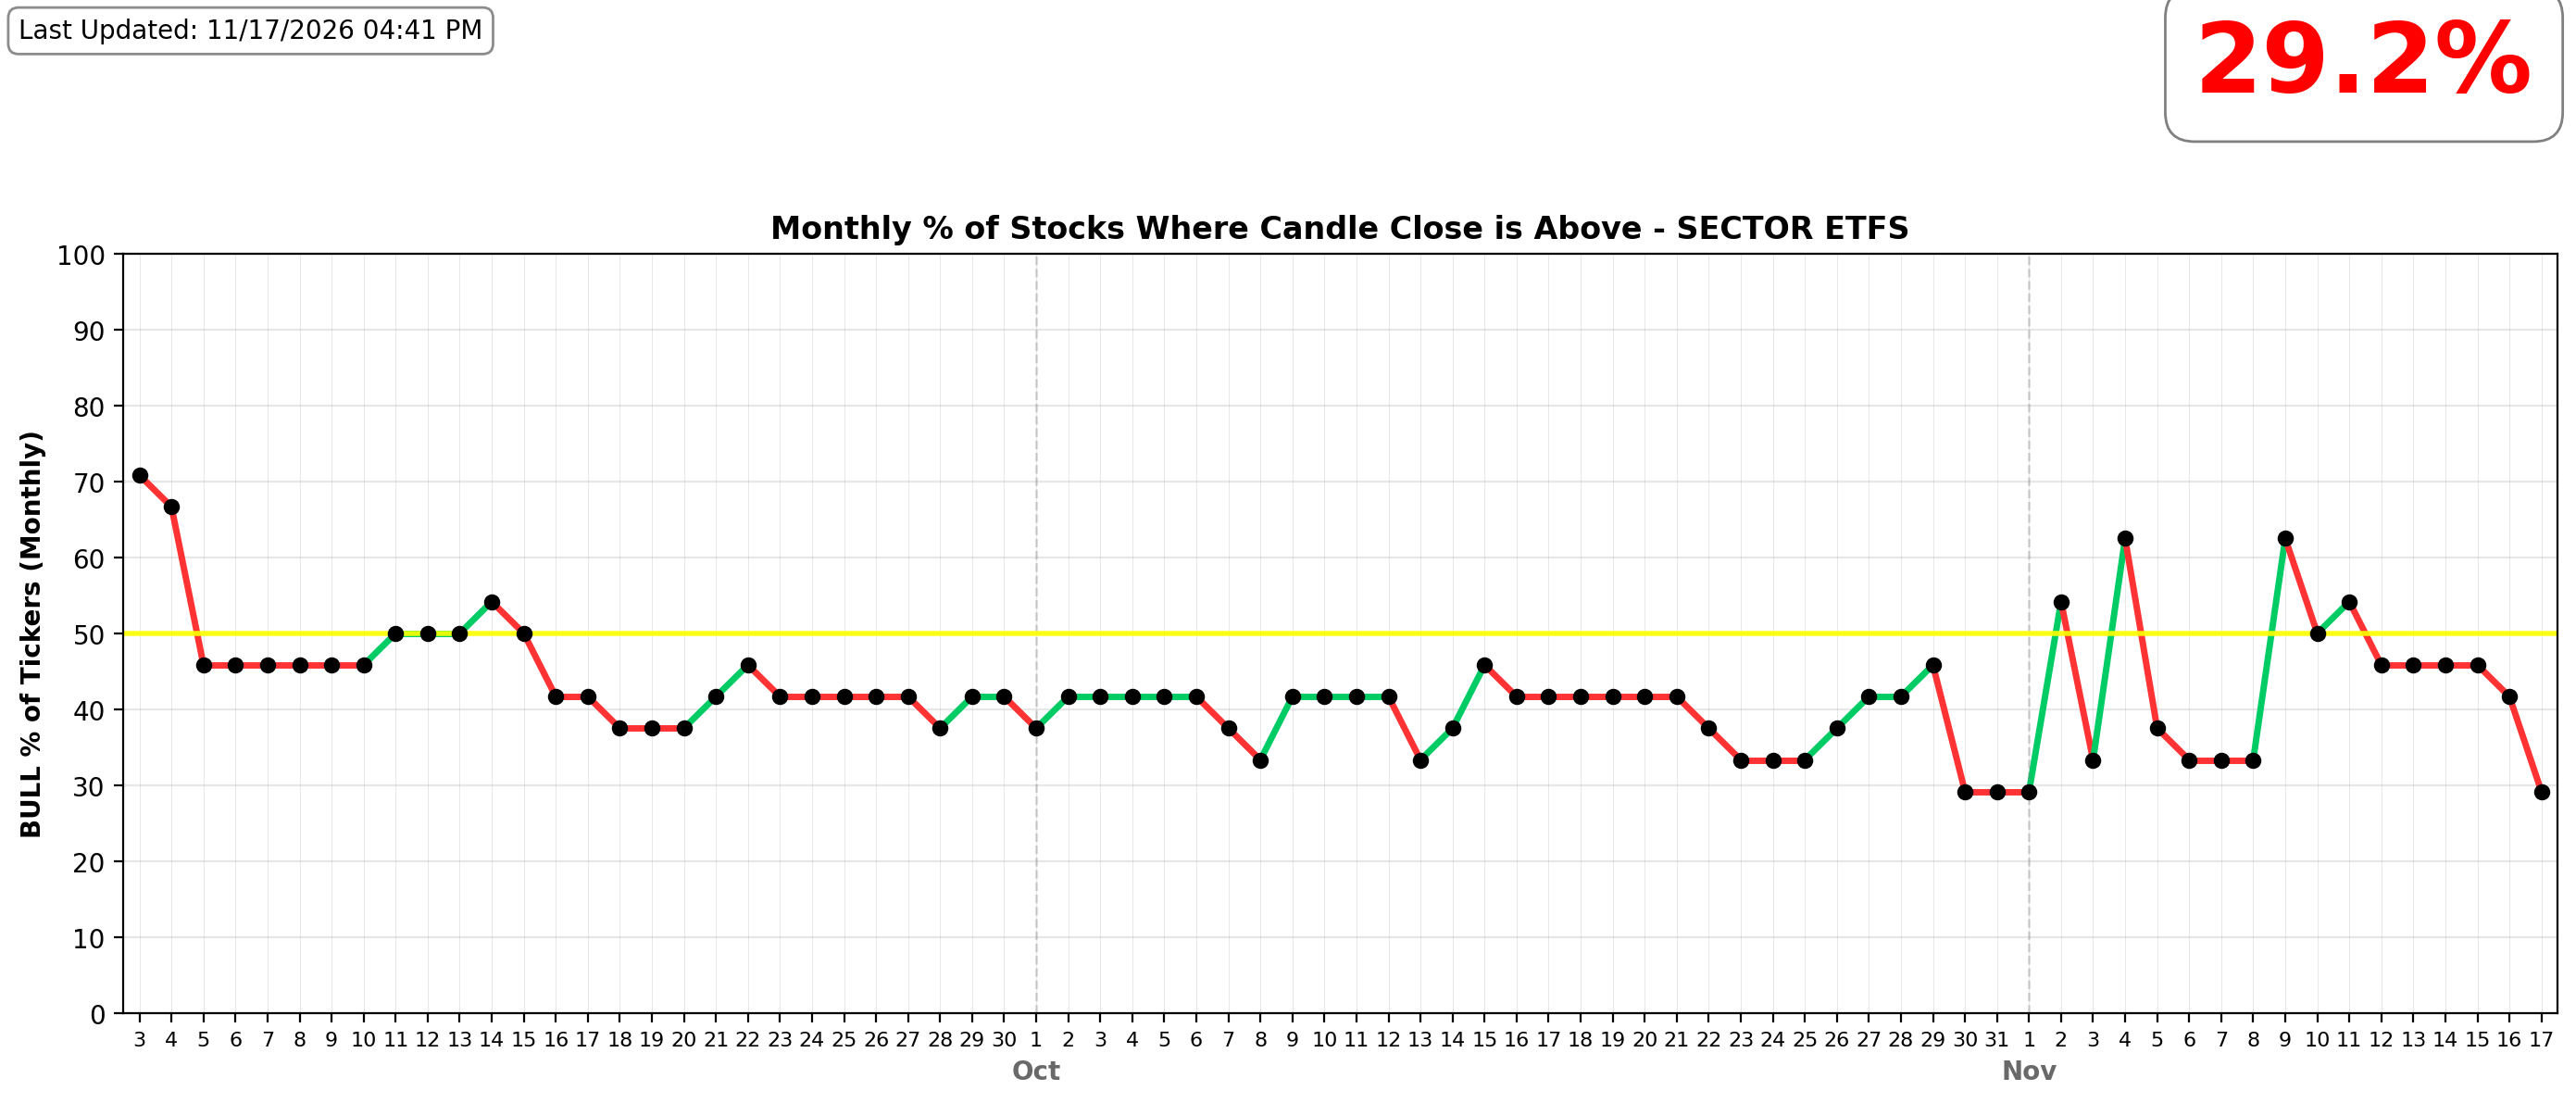 Last Updated: 11/17/2026 04:41 PM
29.2%
Monthly % of Stocks Where Candle Close is Above - SECTOR ETFS
BULL % of Tickers (Monthly)
100
90
80
70
60
50
40
30
20
10
0
3 4 5 6 7 8 9 10 11 12 13 14 15 16 17 18 19 20 21 22 23 24 25 26 27 28 29 30 1 2 3 4 5 6 7 8 9 10 11 12 13 14 15 16 17 18 19 20 21 22 23 24 25 26 27 28 29 30 31 1 2 3 4 5 6 7 8 9 10 11 12 13 14 15 16 17
Oct Nov